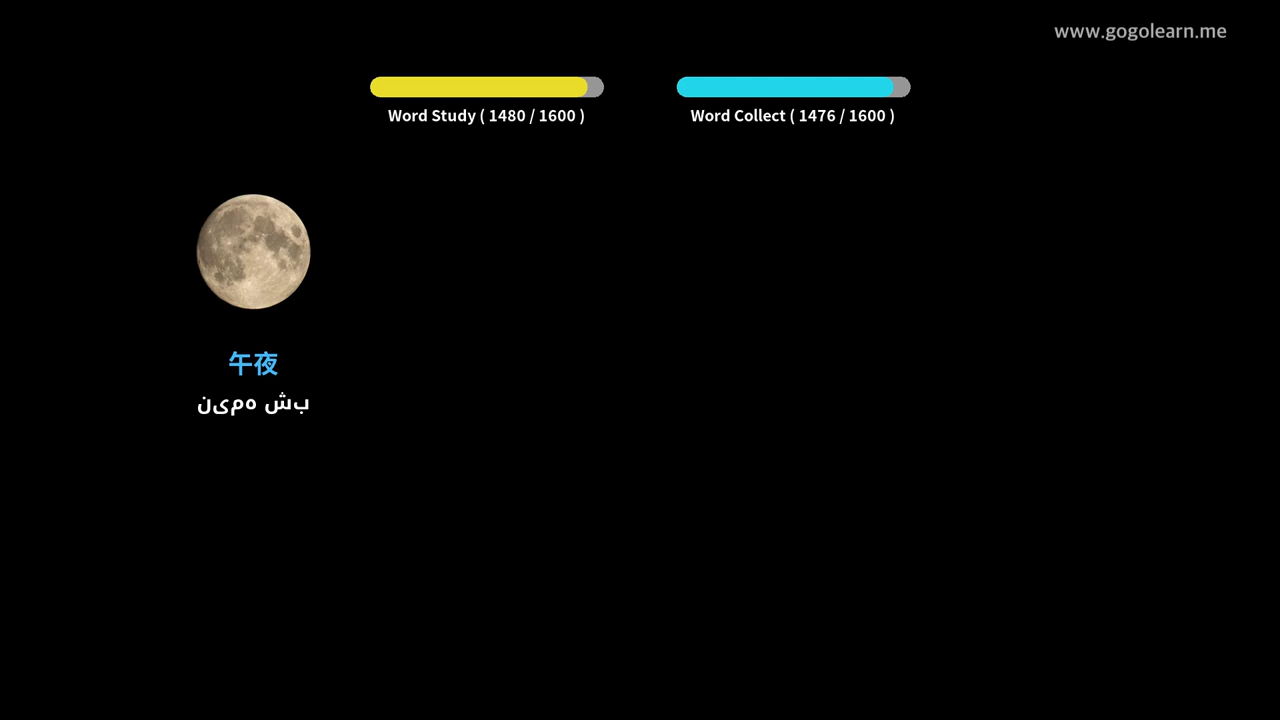 www.gogolearn.me
Word Study ( 1480 / 1600 )
Word Collect ( 1476 / 1600 )
午夜
نیمه شب